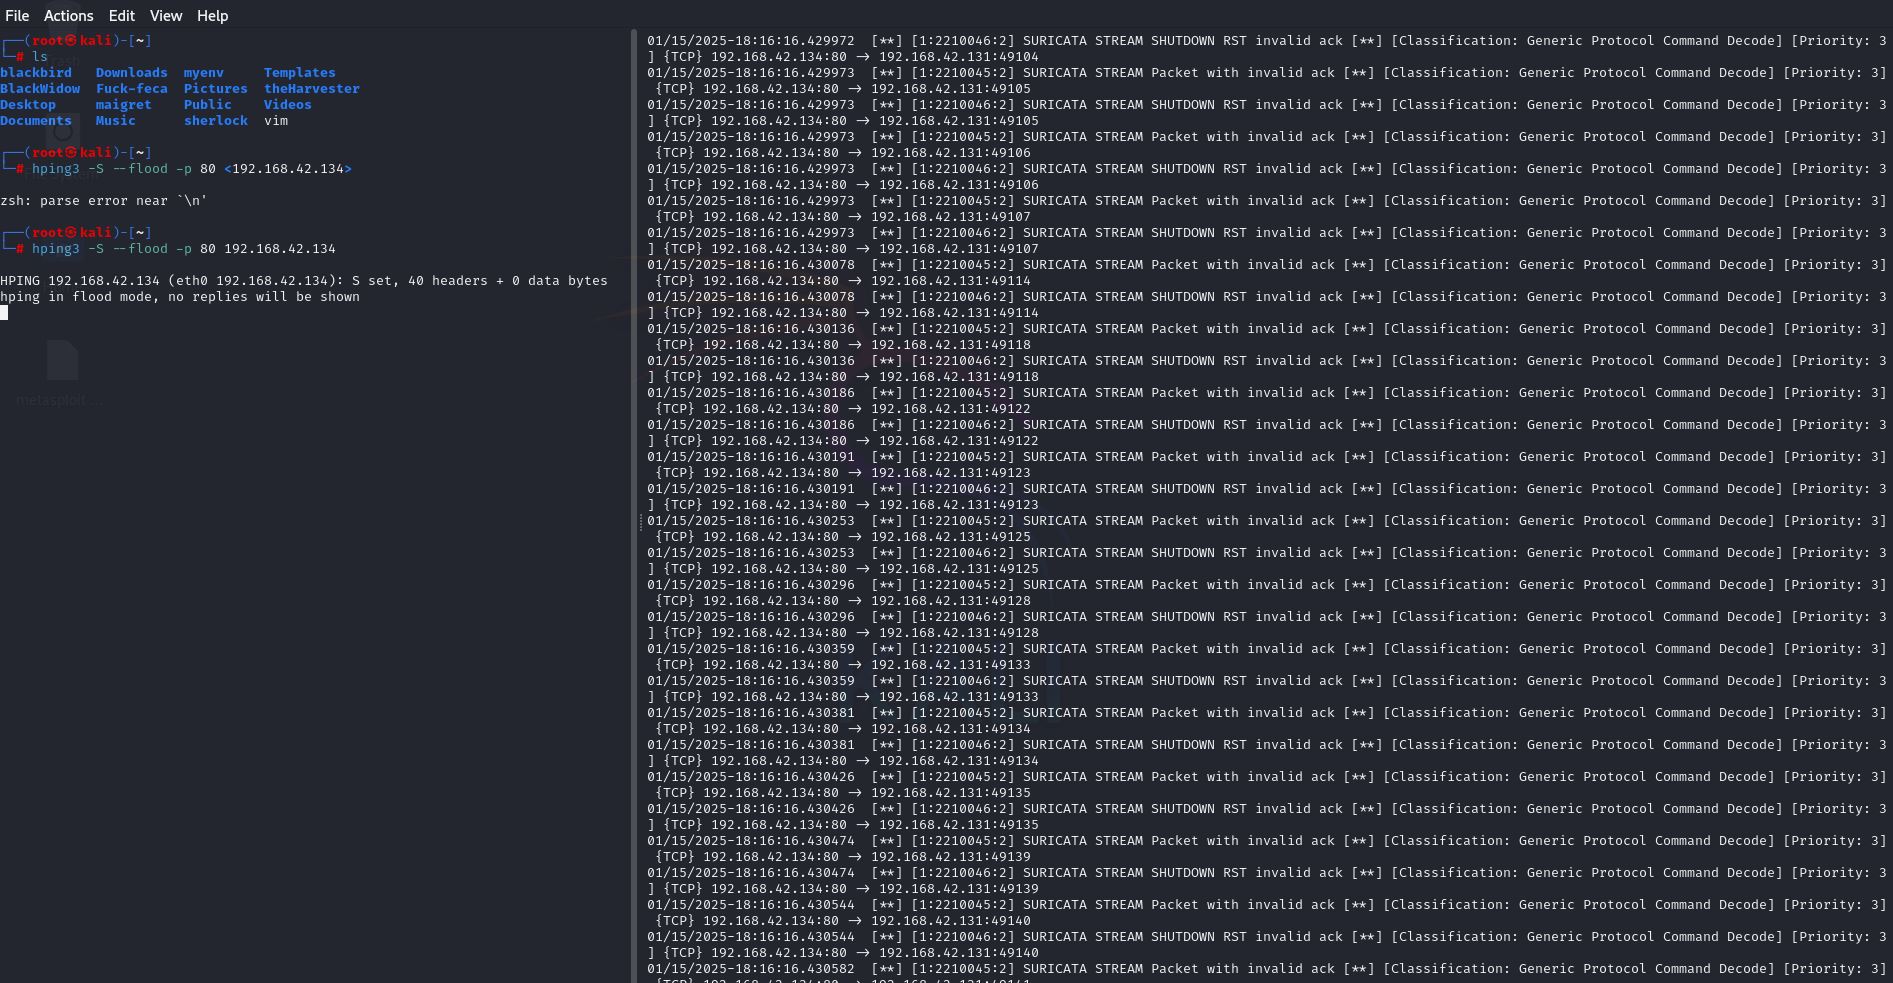 File Actions Edit View Help
┌──(root㉿kali)-[~]
└─# ls
blackbird Downloads myenv Templates
BlackWidow Fuck-feca Pictures theHarvester
Desktop maigret Public Videos
Documents Music sherlock vim
┌──(root㉿kali)-[~]
└─# hping3 -S --flood -p 80 <192.168.42.134>
zsh: parse error near `\n'
┌──(root㉿kali)-[~]
└─# hping3 -S --flood -p 80 192.168.42.134
HPING 192.168.42.134 (eth0 192.168.42.134): S set, 40 headers + 0 data bytes
hping in flood mode, no replies will be shown
metasploit ...
01/15/2025-18:16:16.429972 [**] [1:2210046:2] SURICATA STREAM SHUTDOWN RST invalid ack [**] [Classification: Generic Protocol Command Decode] [Priority: 3
] {TCP} 192.168.42.134:80 → 192.168.42.131:49104
01/15/2025-18:16:16.429973 [**] [1:2210045:2] SURICATA STREAM Packet with invalid ack [**] [Classification: Generic Protocol Command Decode] [Priority: 3]
{TCP} 192.168.42.134:80 → 192.168.42.131:49105
01/15/2025-18:16:16.429973 [**] [1:2210046:2] SURICATA STREAM SHUTDOWN RST invalid ack [**] [Classification: Generic Protocol Command Decode] [Priority: 3
] {TCP} 192.168.42.134:80 → 192.168.42.131:49105
01/15/2025-18:16:16.429973 [**] [1:2210045:2] SURICATA STREAM Packet with invalid ack [**] [Classification: Generic Protocol Command Decode] [Priority: 3]
{TCP} 192.168.42.134:80 → 192.168.42.131:49106
01/15/2025-18:16:16.429973 [**] [1:2210046:2] SURICATA STREAM SHUTDOWN RST invalid ack [**] [Classification: Generic Protocol Command Decode] [Priority: 3
] {TCP} 192.168.42.134:80 → 192.168.42.131:49106
01/15/2025-18:16:16.429973 [**] [1:2210045:2] SURICATA STREAM Packet with invalid ack [**] [Classification: Generic Protocol Command Decode] [Priority: 3]
{TCP} 192.168.42.134:80 → 192.168.42.131:49107
01/15/2025-18:16:16.429973 [**] [1:2210046:2] SURICATA STREAM SHUTDOWN RST invalid ack [**] [Classification: Generic Protocol Command Decode] [Priority: 3
] {TCP} 192.168.42.134:80 → 192.168.42.131:49107
01/15/2025-18:16:16.430078 [**] [1:2210045:2] SURICATA STREAM Packet with invalid ack [**] [Classification: Generic Protocol Command Decode] [Priority: 3]
{TCP} 192.168.42.134:80 → 192.168.42.131:49114
01/15/2025-18:16:16.430078 [**] [1:2210046:2] SURICATA STREAM SHUTDOWN RST invalid ack [**] [Classification: Generic Protocol Command Decode] [Priority: 3
] {TCP} 192.168.42.134:80 → 192.168.42.131:49114
01/15/2025-18:16:16.430136 [**] [1:2210045:2] SURICATA STREAM Packet with invalid ack [**] [Classification: Generic Protocol Command Decode] [Priority: 3]
{TCP} 192.168.42.134:80 → 192.168.42.131:49118
01/15/2025-18:16:16.430136 [**] [1:2210046:2] SURICATA STREAM SHUTDOWN RST invalid ack [**] [Classification: Generic Protocol Command Decode] [Priority: 3
] {TCP} 192.168.42.134:80 → 192.168.42.131:49118
01/15/2025-18:16:16.430186 [**] [1:2210045:2] SURICATA STREAM Packet with invalid ack [**] [Classification: Generic Protocol Command Decode] [Priority: 3]
{TCP} 192.168.42.134:80 → 192.168.42.131:49122
01/15/2025-18:16:16.430186 [**] [1:2210046:2] SURICATA STREAM SHUTDOWN RST invalid ack [**] [Classification: Generic Protocol Command Decode] [Priority: 3
] {TCP} 192.168.42.134:80 → 192.168.42.131:49122
01/15/2025-18:16:16.430191 [**] [1:2210045:2] SURICATA STREAM Packet with invalid ack [**] [Classification: Generic Protocol Command Decode] [Priority: 3]
{TCP} 192.168.42.134:80 → 192.168.42.131:49123
01/15/2025-18:16:16.430191 [**] [1:2210046:2] SURICATA STREAM SHUTDOWN RST invalid ack [**] [Classification: Generic Protocol Command Decode] [Priority: 3
] {TCP} 192.168.42.134:80 → 192.168.42.131:49123
01/15/2025-18:16:16.430253 [**] [1:2210045:2] SURICATA STREAM Packet with invalid ack [**] [Classification: Generic Protocol Command Decode] [Priority: 3]
{TCP} 192.168.42.134:80 → 192.168.42.131:49125
01/15/2025-18:16:16.430253 [**] [1:2210046:2] SURICATA STREAM SHUTDOWN RST invalid ack [**] [Classification: Generic Protocol Command Decode] [Priority: 3
] {TCP} 192.168.42.134:80 → 192.168.42.131:49125
01/15/2025-18:16:16.430296 [**] [1:2210045:2] SURICATA STREAM Packet with invalid ack [**] [Classification: Generic Protocol Command Decode] [Priority: 3]
{TCP} 192.168.42.134:80 → 192.168.42.131:49128
01/15/2025-18:16:16.430296 [**] [1:2210046:2] SURICATA STREAM SHUTDOWN RST invalid ack [**] [Classification: Generic Protocol Command Decode] [Priority: 3
] {TCP} 192.168.42.134:80 → 192.168.42.131:49128
01/15/2025-18:16:16.430359 [**] [1:2210045:2] SURICATA STREAM Packet with invalid ack [**] [Classification: Generic Protocol Command Decode] [Priority: 3]
{TCP} 192.168.42.134:80 → 192.168.42.131:49133
01/15/2025-18:16:16.430359 [**] [1:2210046:2] SURICATA STREAM SHUTDOWN RST invalid ack [**] [Classification: Generic Protocol Command Decode] [Priority: 3
] {TCP} 192.168.42.134:80 → 192.168.42.131:49133
01/15/2025-18:16:16.430381 [**] [1:2210045:2] SURICATA STREAM Packet with invalid ack [**] [Classification: Generic Protocol Command Decode] [Priority: 3]
{TCP} 192.168.42.134:80 → 192.168.42.131:49134
01/15/2025-18:16:16.430381 [**] [1:2210046:2] SURICATA STREAM SHUTDOWN RST invalid ack [**] [Classification: Generic Protocol Command Decode] [Priority: 3
] {TCP} 192.168.42.134:80 → 192.168.42.131:49134
01/15/2025-18:16:16.430426 [**] [1:2210045:2] SURICATA STREAM Packet with invalid ack [**] [Classification: Generic Protocol Command Decode] [Priority: 3]
{TCP} 192.168.42.134:80 → 192.168.42.131:49135
01/15/2025-18:16:16.430426 [**] [1:2210046:2] SURICATA STREAM SHUTDOWN RST invalid ack [**] [Classification: Generic Protocol Command Decode] [Priority: 3
] {TCP} 192.168.42.134:80 → 192.168.42.131:49135
01/15/2025-18:16:16.430474 [**] [1:2210045:2] SURICATA STREAM Packet with invalid ack [**] [Classification: Generic Protocol Command Decode] [Priority: 3]
{TCP} 192.168.42.134:80 → 192.168.42.131:49139
01/15/2025-18:16:16.430474 [**] [1:2210046:2] SURICATA STREAM SHUTDOWN RST invalid ack [**] [Classification: Generic Protocol Command Decode] [Priority: 3
] {TCP} 192.168.42.134:80 → 192.168.42.131:49139
01/15/2025-18:16:16.430544 [**] [1:2210045:2] SURICATA STREAM Packet with invalid ack [**] [Classification: Generic Protocol Command Decode] [Priority: 3]
{TCP} 192.168.42.134:80 → 192.168.42.131:49140
01/15/2025-18:16:16.430544 [**] [1:2210046:2] SURICATA STREAM SHUTDOWN RST invalid ack [**] [Classification: Generic Protocol Command Decode] [Priority: 3
] {TCP} 192.168.42.134:80 → 192.168.42.131:49140
01/15/2025-18:16:16.430582 [**] [1:2210045:2] SURICATA STREAM Packet with invalid ack [**] [Classification: Generic Protocol Command Decode] [Priority: 3]